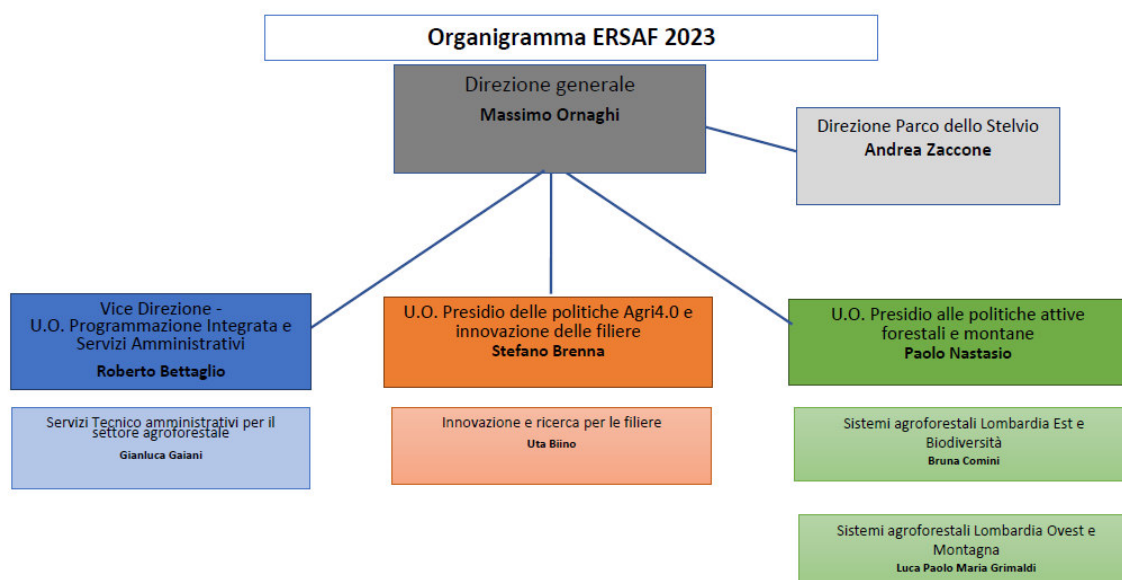 Organigramma ERSAF 2023
Direzione generale
Massimo Ornaghi
Direzione Parco dello Stelvio
Andrea Zaccone
Vice Direzione -
U.O. Programmazione Integrata e
Servizi Amministrativi
Roberto Bettaglio
U.O. Presidio delle politiche Agri4.0 e
innovazione delle filiere
Stefano Brenna
U.O. Presidio alle politiche attive
forestali e montane
Paolo Nastasio
Servizi Tecnico amministrativi per il
settore agroforestale
Gianluca Gaiani
Innovazione e ricerca per le filiere
Uta Biino
Sistemi agroforestali Lombardia Est e
Biodiversità
Bruna Comini
Sistemi agroforestali Lombardia Ovest e
Montagna
Luca Paolo Maria Grimaldi